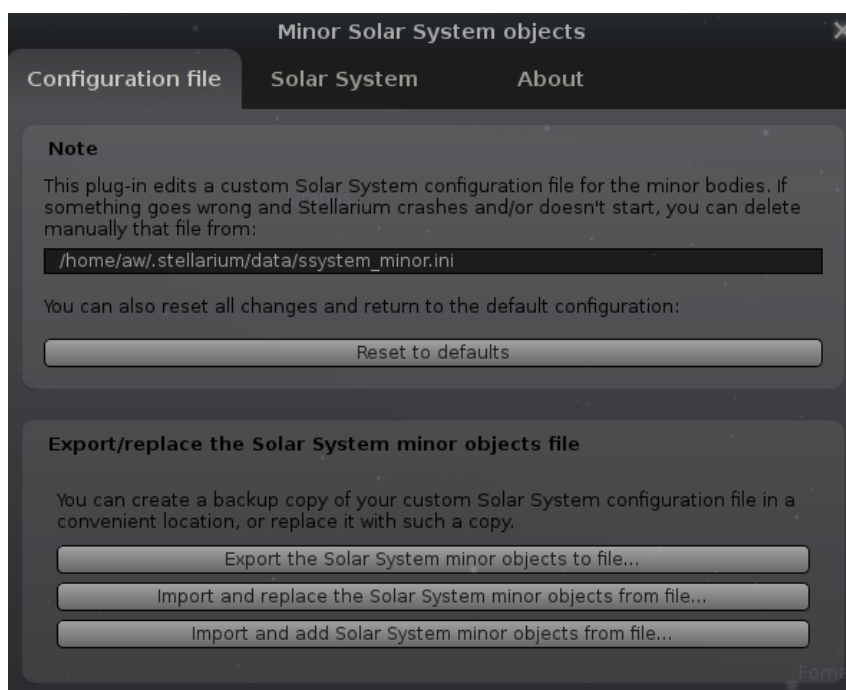 Minor Solar System objects
Configuration file
Solar System
About
Note
This plug-in edits a custom Solar System configuration file for the minor bodies. If
something goes wrong and Stellarium crashes and/or doesn't start, you can delete
manually that file from:
/home/aw/.stellarium/data/ssystem_minor.ini
You can also reset all changes and return to the default configuration:
Reset to defaults
Export/replace the Solar System minor objects file
You can create a backup copy of your custom Solar System configuration file in a
convenient location, or replace it with such a copy.
Export the Solar System minor objects to file...
Import and replace the Solar System minor objects from file...
Import and add Solar System minor objects from file...